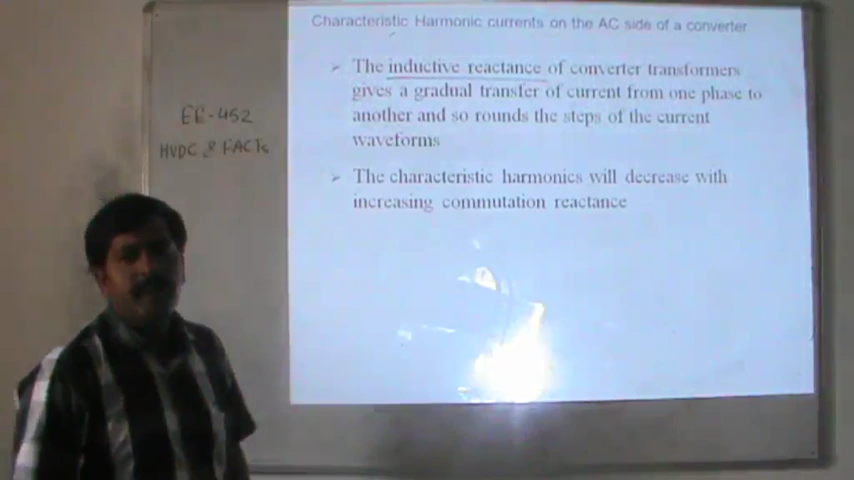 Characteristic Harmonic currents on the AC side of a converter
➢ The inductive reactance of converter transformers
gives a gradual transfer of current from one phase to
another and so rounds the steps of the current
waveforms
➢ The characteristic harmonics will decrease with
increasing commutation reactance
EE-452
HVDC & FACTs